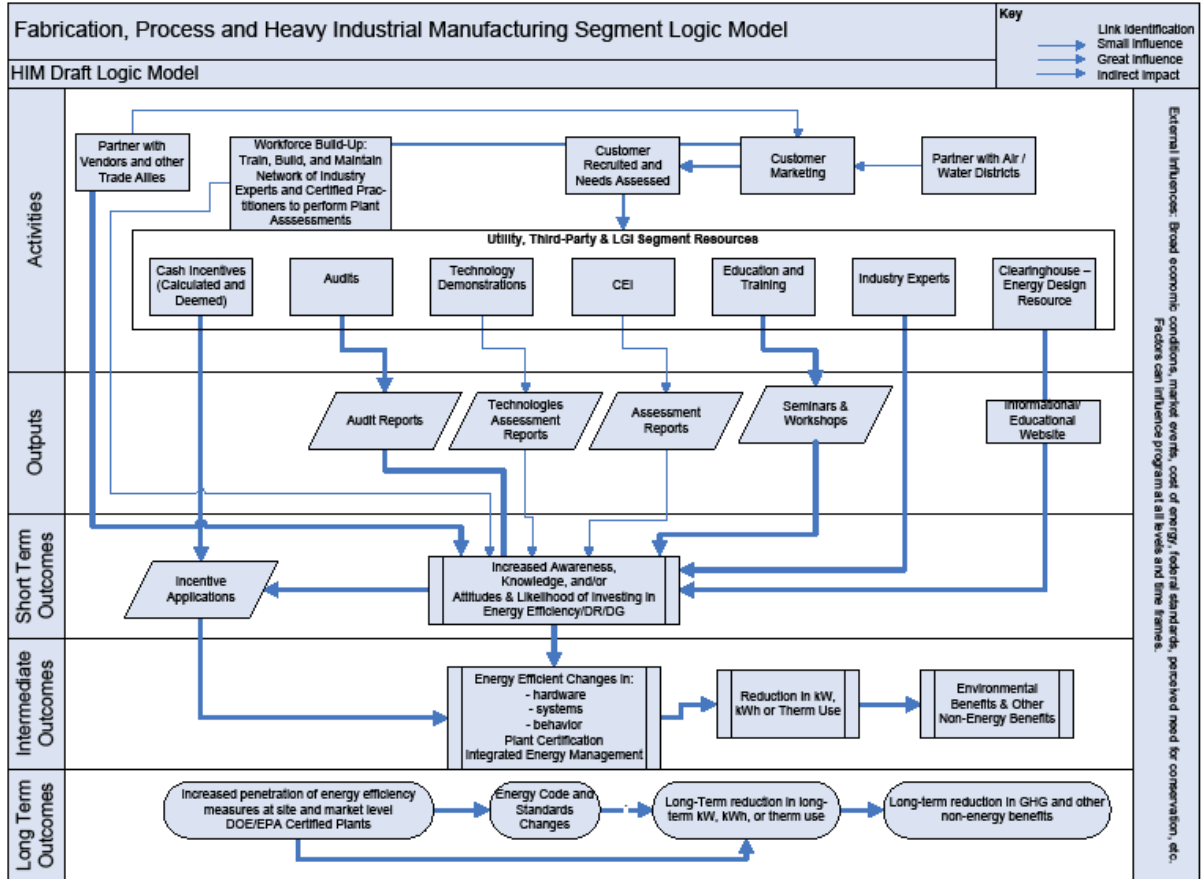 Fabrication, Process and Heavy Industrial Manufacturing Segment Logic Model
HIM Draft Logic Model
Key
Link Identification
Small Influence
Great Influence
Indirect Impact
Activities
Partner with
Vendors and other
Trade Allies
Workforce Build-Up:
Train, Build, and Maintain
Network of Industry
Experts and Certified Prac-
titioners to perform Plant
Asssessments
Customer
Recruited and
Needs Assessed
Customer
Marketing
Partner with Air /
Water Districts
Utility, Third-Party & LGI Segment Resources
Cash Incentives
(Calculated and
Deemed)
Audits
Technology
Demonstrations
CEI
Education and
Training
Industry Experts
Clearinghouse –
Energy Design
Resource
Outputs
Audit Reports
Technologies
Assessment
Reports
Assessment
Reports
Seminars &
Workshops
Informational/
Educational
Website
Short Term
Outcomes
Incentive
Applications
Increased Awareness,
Knowledge, and/or
Attitudes & Likelihood of Investing in
Energy Efficiency/DR/DG
Intermediate
Outcomes
Energy Efficient Changes in:
- hardware
- systems
- behavior
Plant Certification
Integrated Energy Management
Reduction in kW,
kWh or Therm Use
Environmental
Benefits & Other
Non-Energy Benefits
Long Term
Outcomes
Increased penetration of energy efficiency
measures at site and market level
DOE/EPA Certified Plants
Energy Code and
Standards
Changes
Long-Term reduction in long-
term kW, kWh, or therm use
Long-term reduction in GHG and other
non-energy benefits
External Influences: Broad economic conditions, market events, cost of energy, federal standards, perceived need for conservation, etc.
Factors can influence program at all levels and time frames.